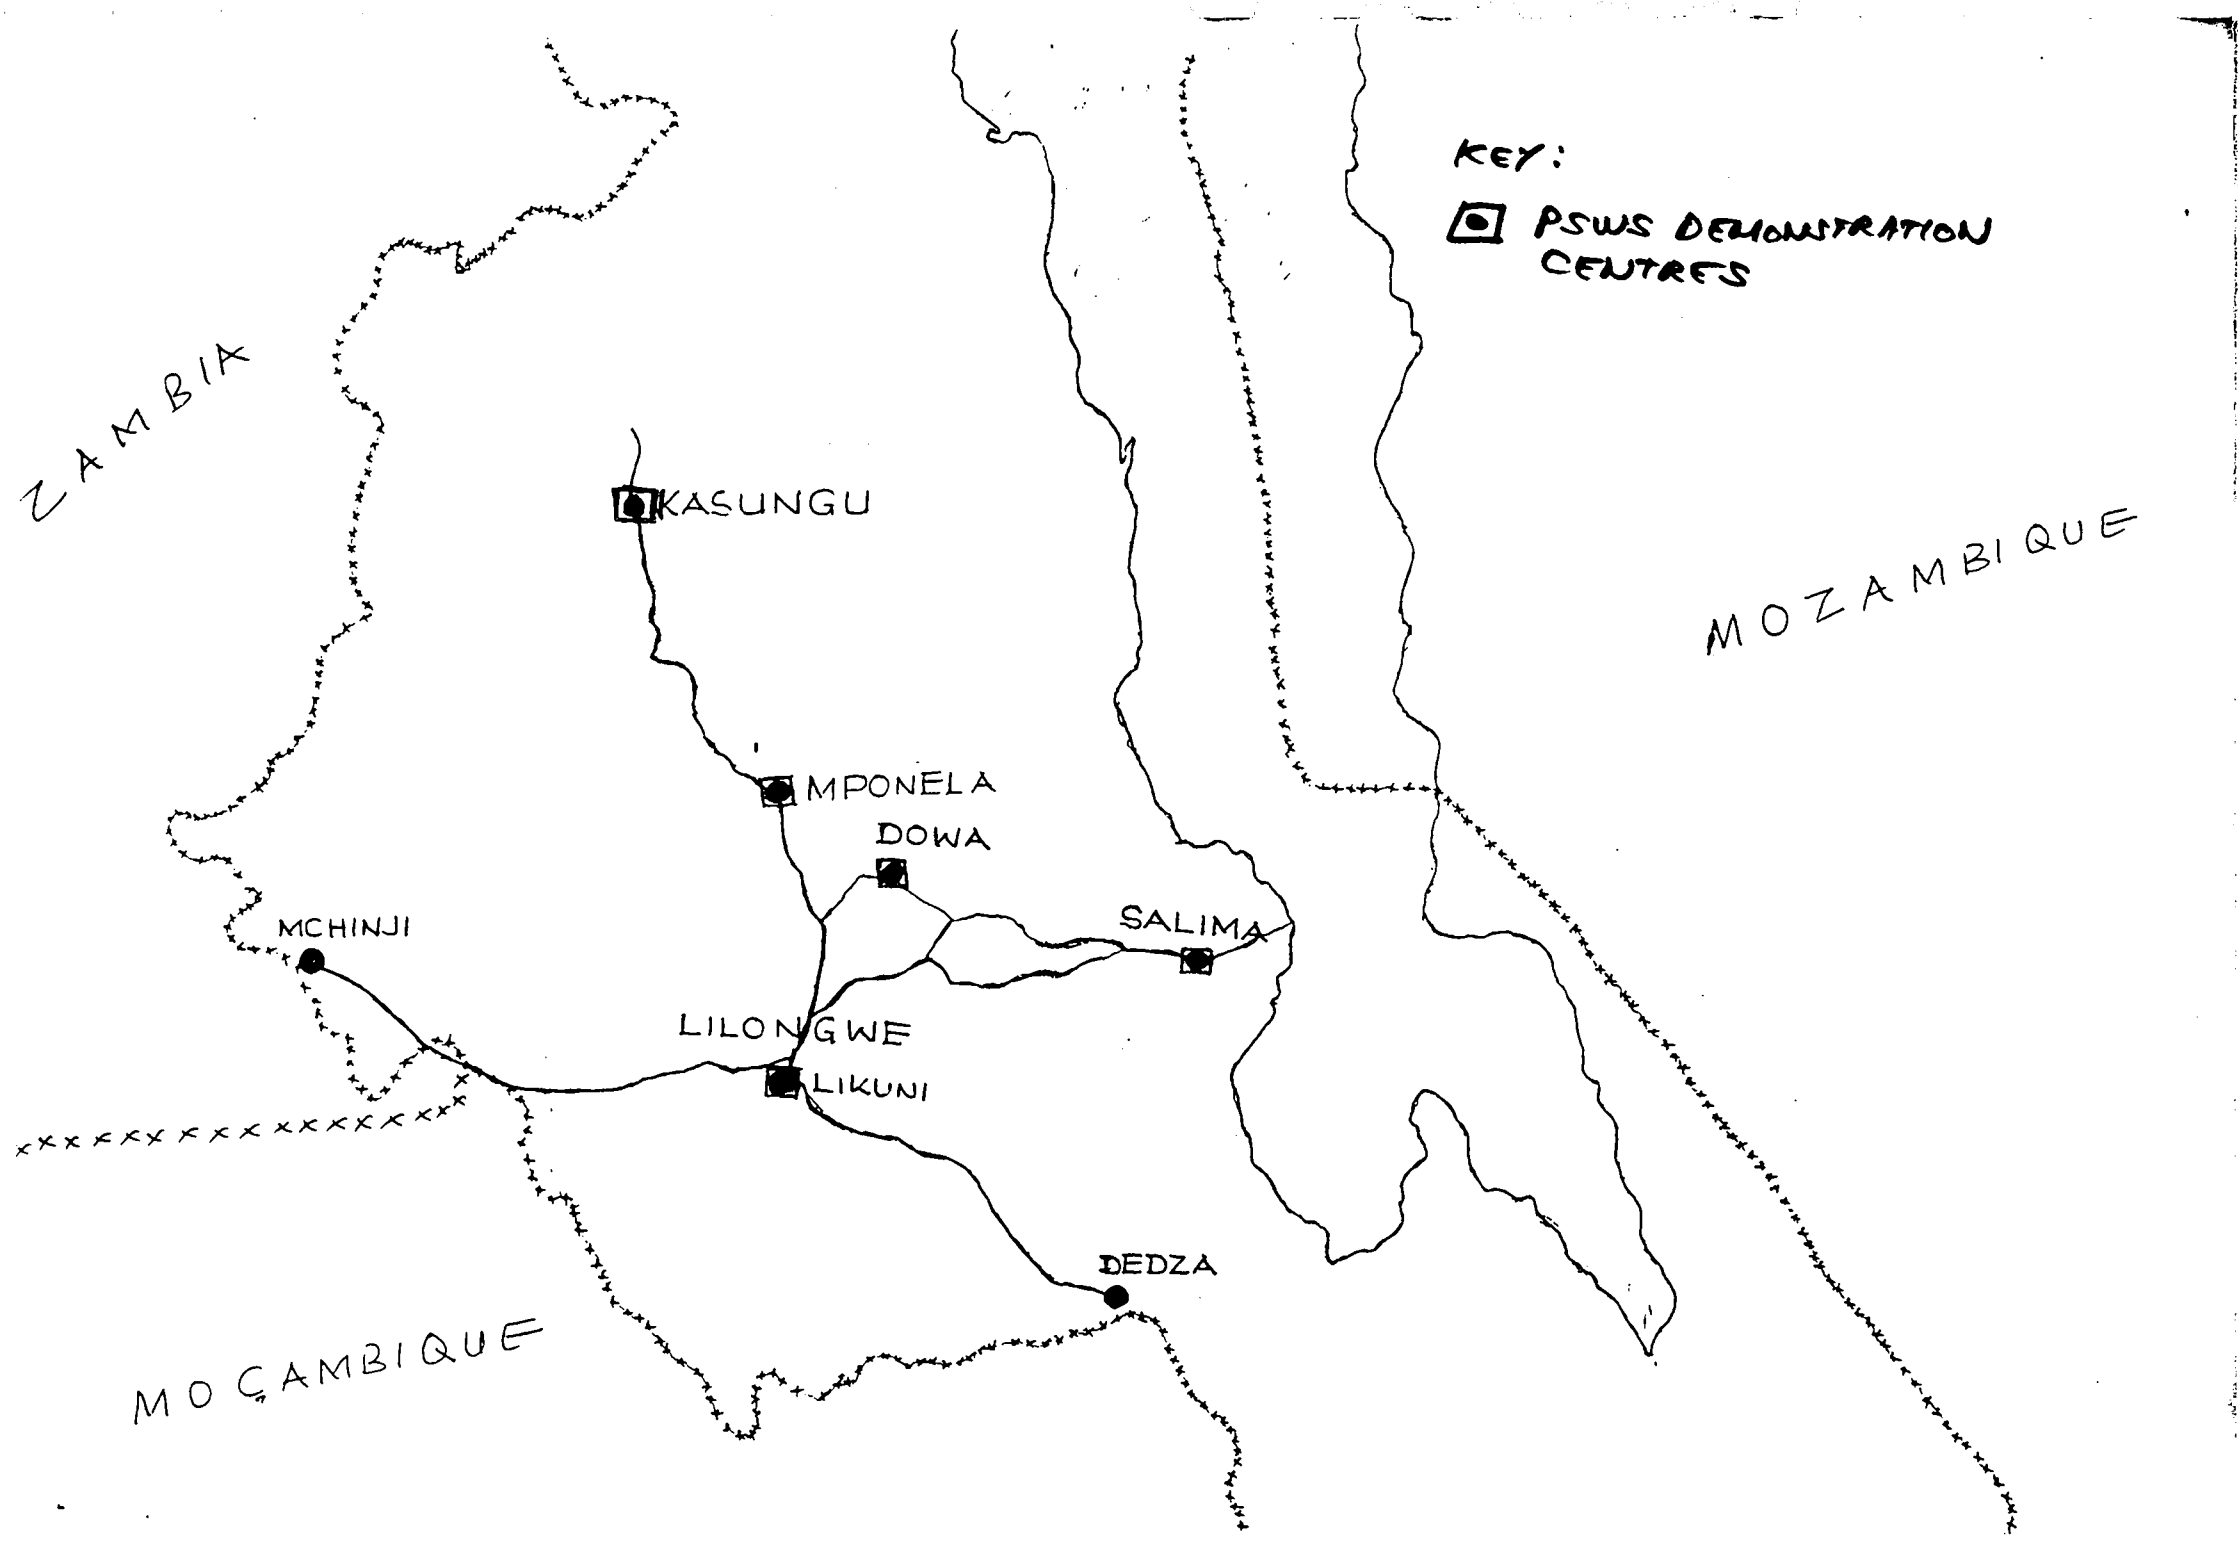 KEY:
PSWS DEMONSTRATION
CENTRES
ZAMBIA
KASUNGU
MOZAMBIQUE
MPONELA
DOWA
MCHINJI
SALIMA
LILONGWE
LIKUNI
DEDZA
MOÇAMBIQUE